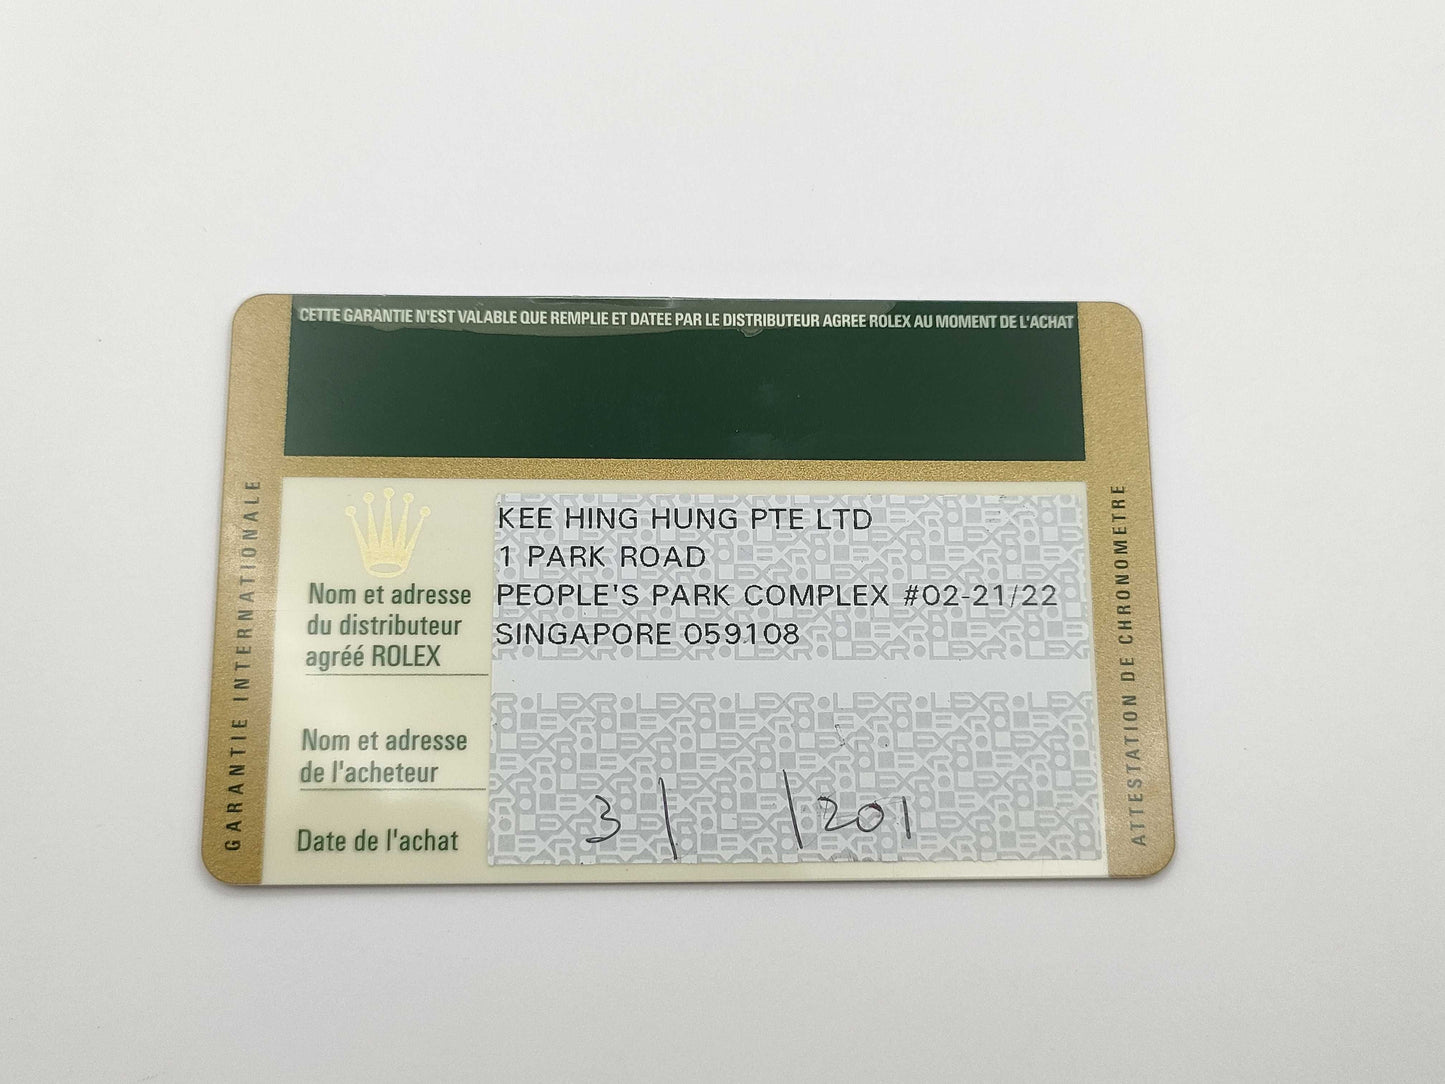 CETTE GARANTIE N'EST VALABLE QUE REMPLIE ET DATEE PAR LE DISTRIBUTEUR AGREE ROLEX AU MOMENT DE L'ACHAT
GARANTIE INTERNATIONALE
Nom et adresse
du distributeur
agréé ROLEX
KEE HING HUNG PTE LTD
1 PARK ROAD
PEOPLE'S PARK COMPLEX #02-21/22
SINGAPORE 059108
Nom et adresse
de l'acheteur
Date de l'achat
3 / / 201
ATTESTATION DE CHRONOMETRE